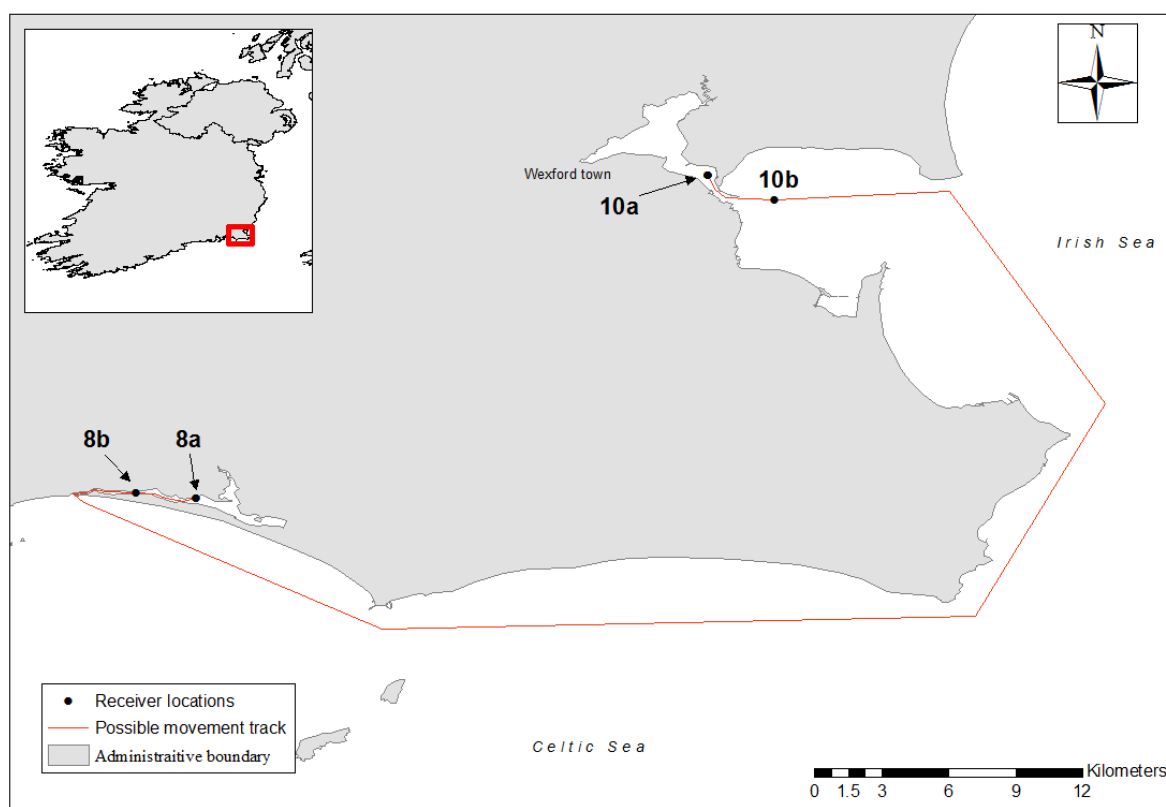 N
Wexford town
10a
10b
Irish Sea
8b
8a
Receiver locations
Possible movement track
Administraitive boundary
Celtic Sea
Kilometers
0 1.5 3 6 9 12